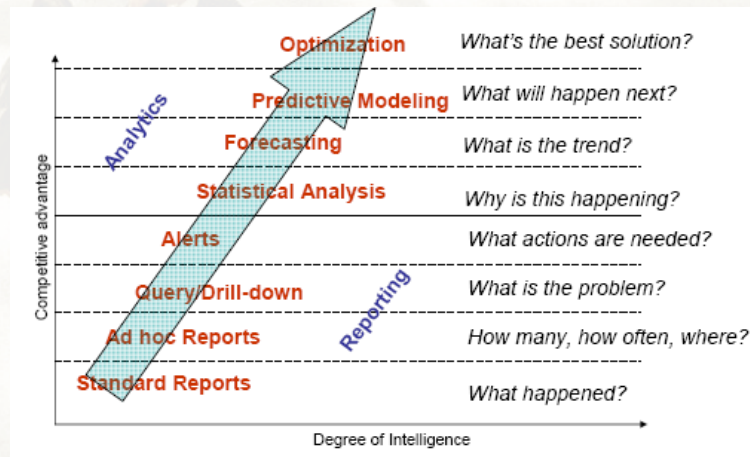 Optimization What's the best solution?
Predictive Modeling What will happen next?
Analytics
Forecasting What is the trend?
Statistical Analysis Why is this happening?
Alerts What actions are needed?
Competitive advantage
Query/Drill-down What is the problem?
Reporting
Ad hoc Reports How many, how often, where?
Standard Reports What happened?
Degree of Intelligence